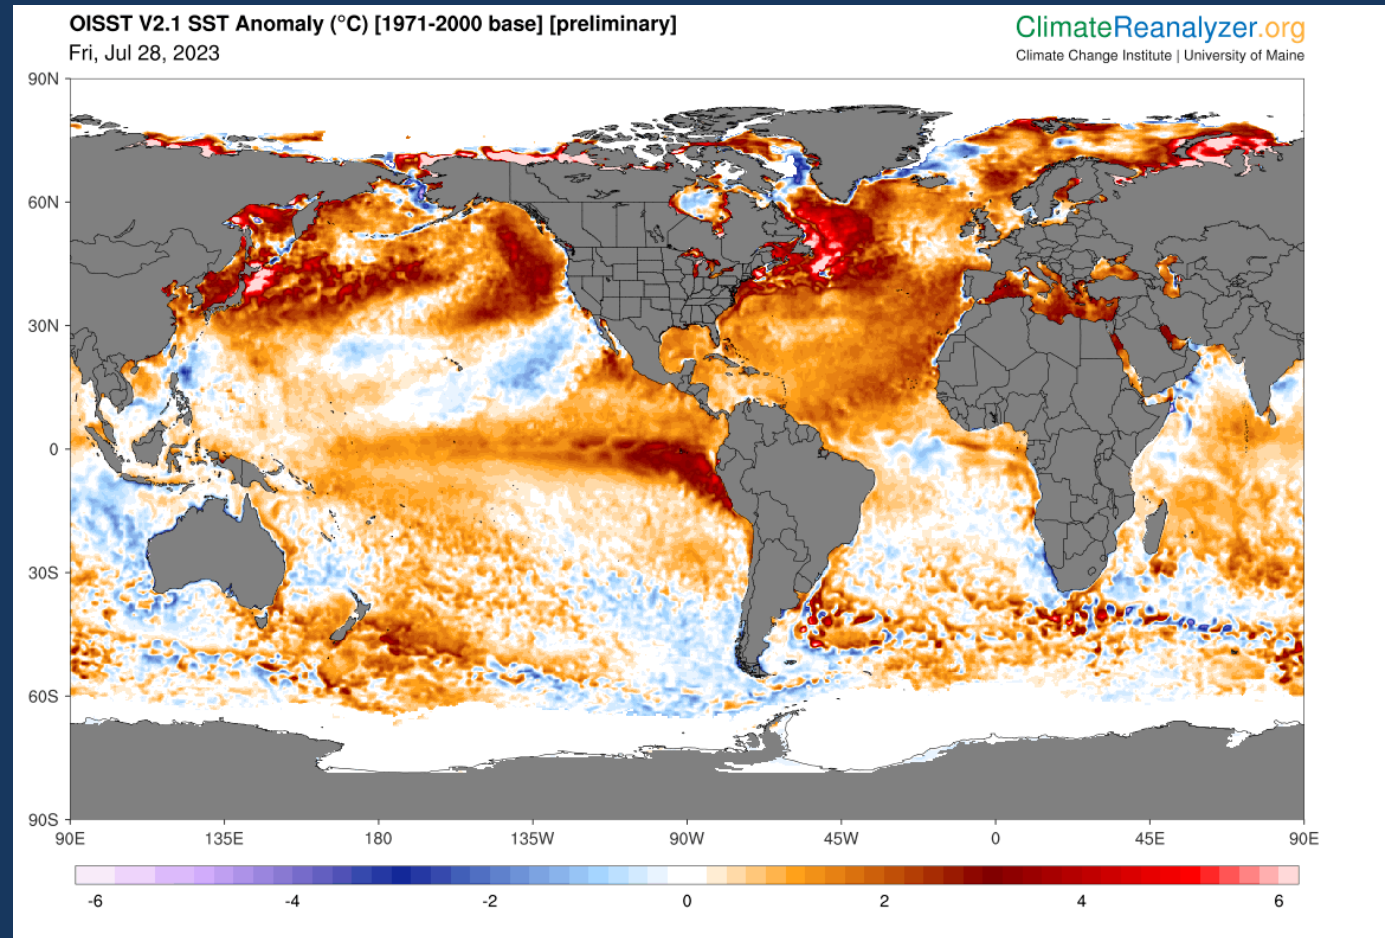 OISST V2.1 SST Anomaly (°C) [1971-2000 base] [preliminary]
Fri, Jul 28, 2023
ClimateReanalyzer.org
Climate Change Institute | University of Maine
90N
60N
30N
0
30S
60S
90S
90E 135E 180 135W 90W 45W 0 45E 90E
-6 -4 -2 0 2 4 6